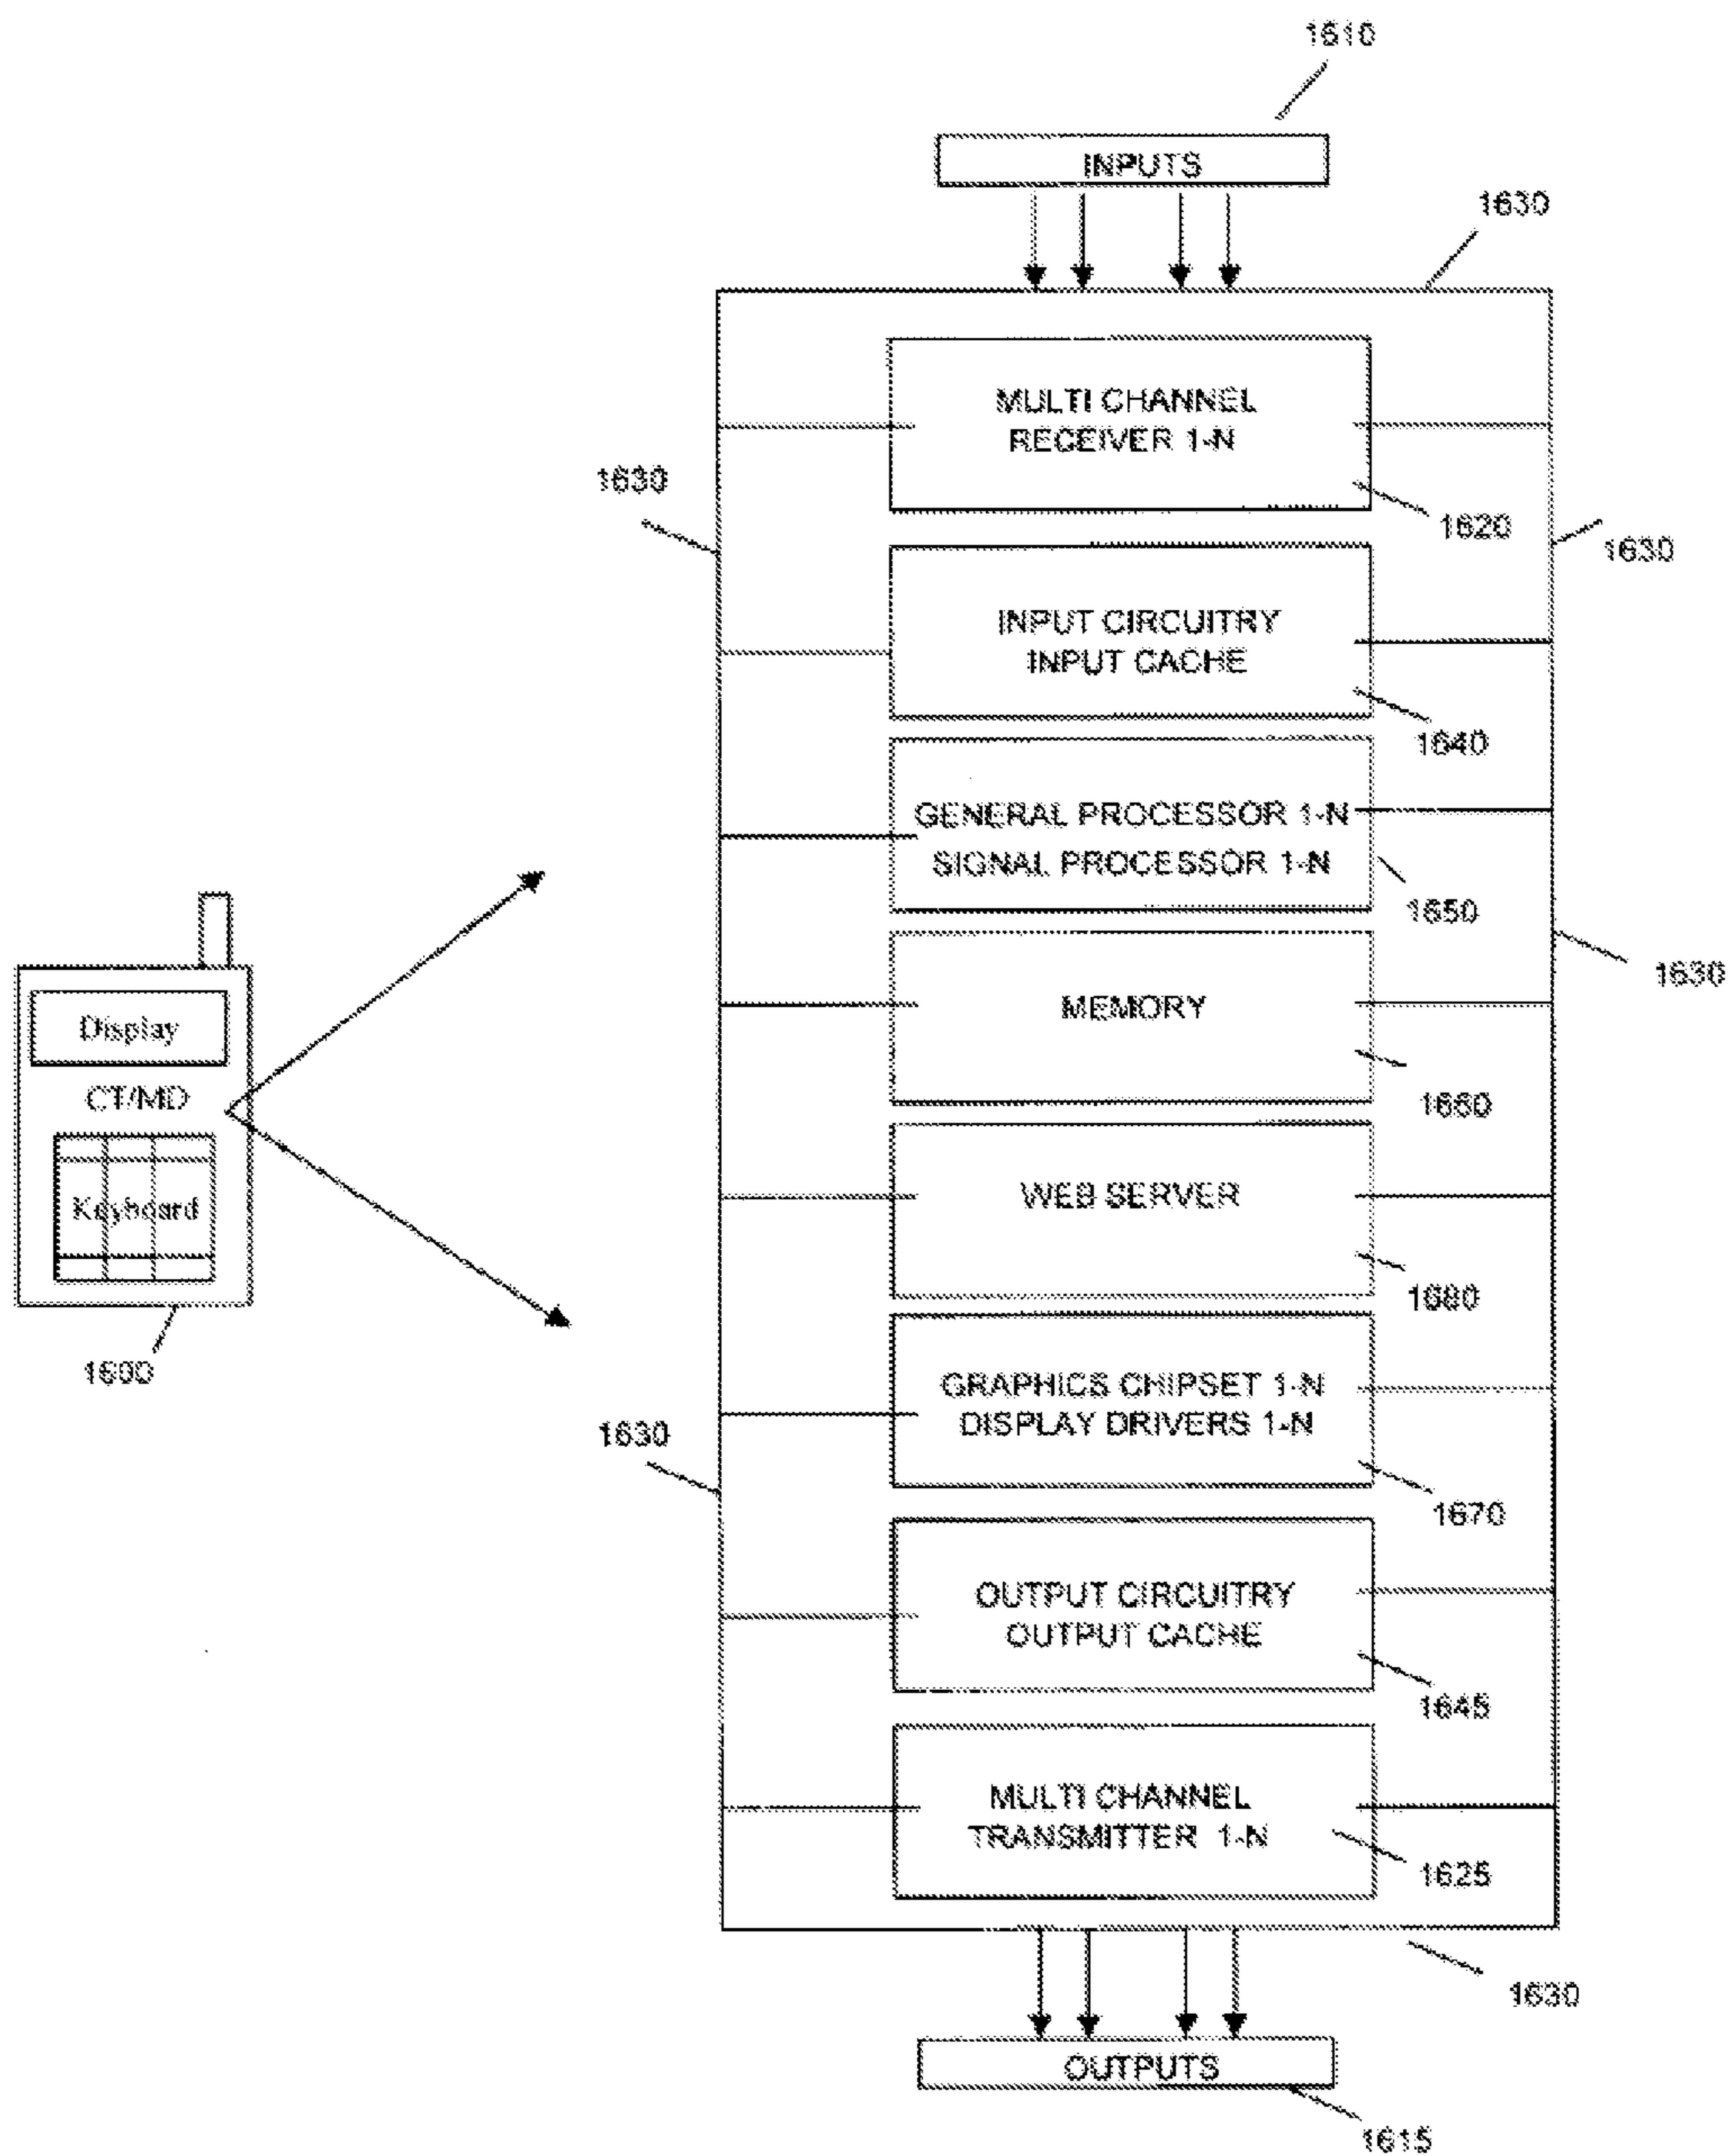 1610
INPUTS
1630
MULTI CHANNEL
RECEIVER 1-N
1630
1620
1630
INPUT CIRCUITRY
INPUT CACHE
1640
GENERAL PROCESSOR 1-N
SIGNAL PROCESSOR 1-N
1650
1630
MEMORY
1660
Display
CT/MD
Keyboard
1600
WEB SERVER
1680
GRAPHICS CHIPSET 1-N
DISPLAY DRIVERS 1-N
1630
1670
OUTPUT CIRCUITRY
OUTPUT CACHE
1645
MULTI CHANNEL
TRANSMITTER 1-N
1625
1630
OUTPUTS
1615